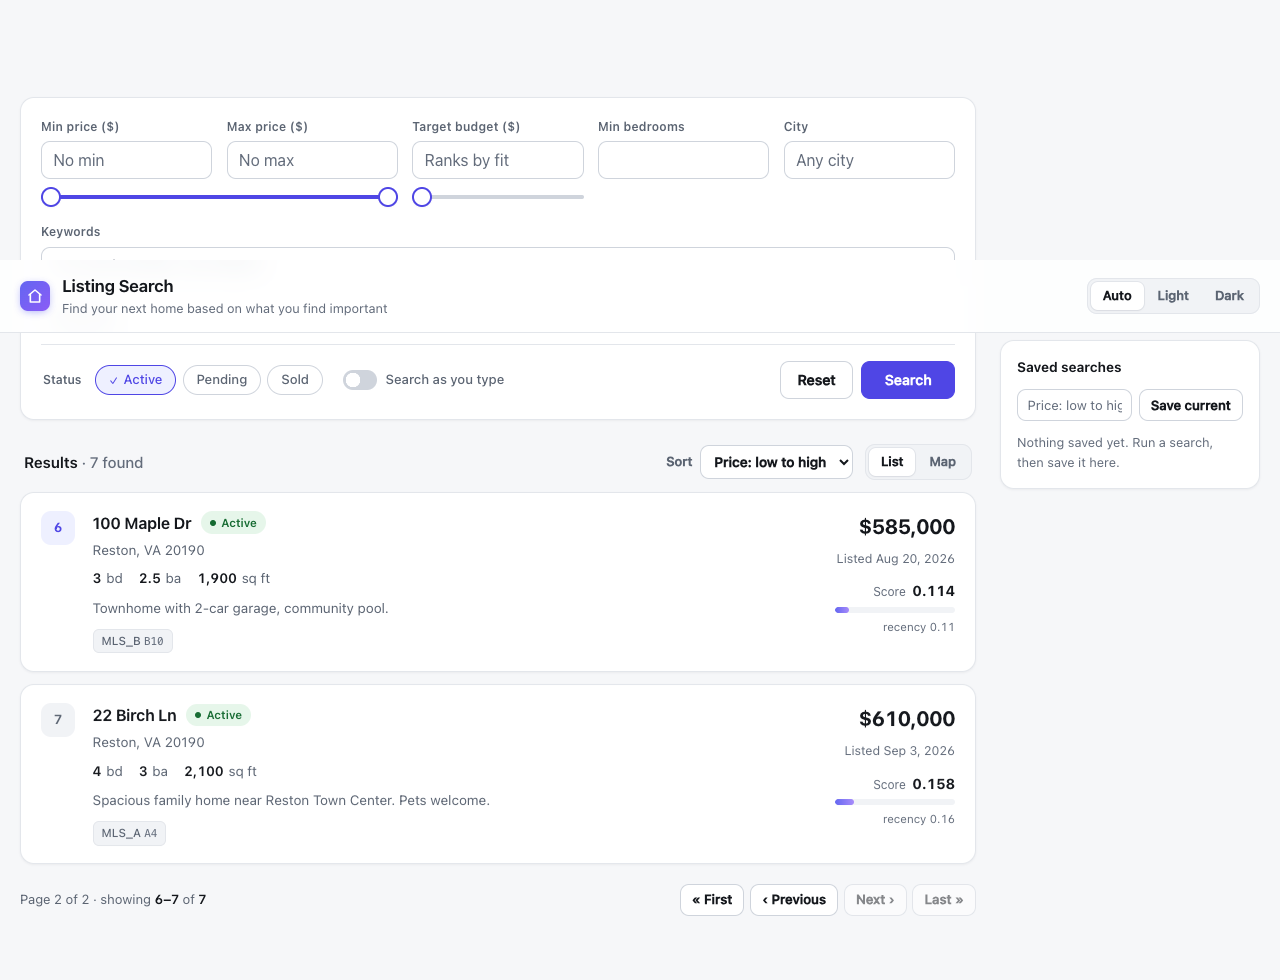 Min price ($)
Max price ($)
Target budget ($)
Min bedrooms
City
No min
No max
Ranks by fit
Any city
Keywords
Listing Search
Find your next home based on what you find important
Auto
Light
Dark
Status
✓ Active
Pending
Sold
Search as you type
Reset
Search
Saved searches
Price: low to hig
Save current
Nothing saved yet. Run a search,
then save it here.
Results · 7 found
Sort
Price: low to high
List
Map
6
100 Maple Dr
Active
Reston, VA 20190
3 bd 2.5 ba 1,900 sq ft
Townhome with 2-car garage, community pool.
MLS_B B10
$585,000
Listed Aug 20, 2026
Score 0.114
recency 0.11
7
22 Birch Ln
Active
Reston, VA 20190
4 bd 3 ba 2,100 sq ft
Spacious family home near Reston Town Center. Pets welcome.
MLS_A A4
$610,000
Listed Sep 3, 2026
Score 0.158
recency 0.16
Page 2 of 2 · showing 6–7 of 7
« First
‹ Previous
Next ›
Last »